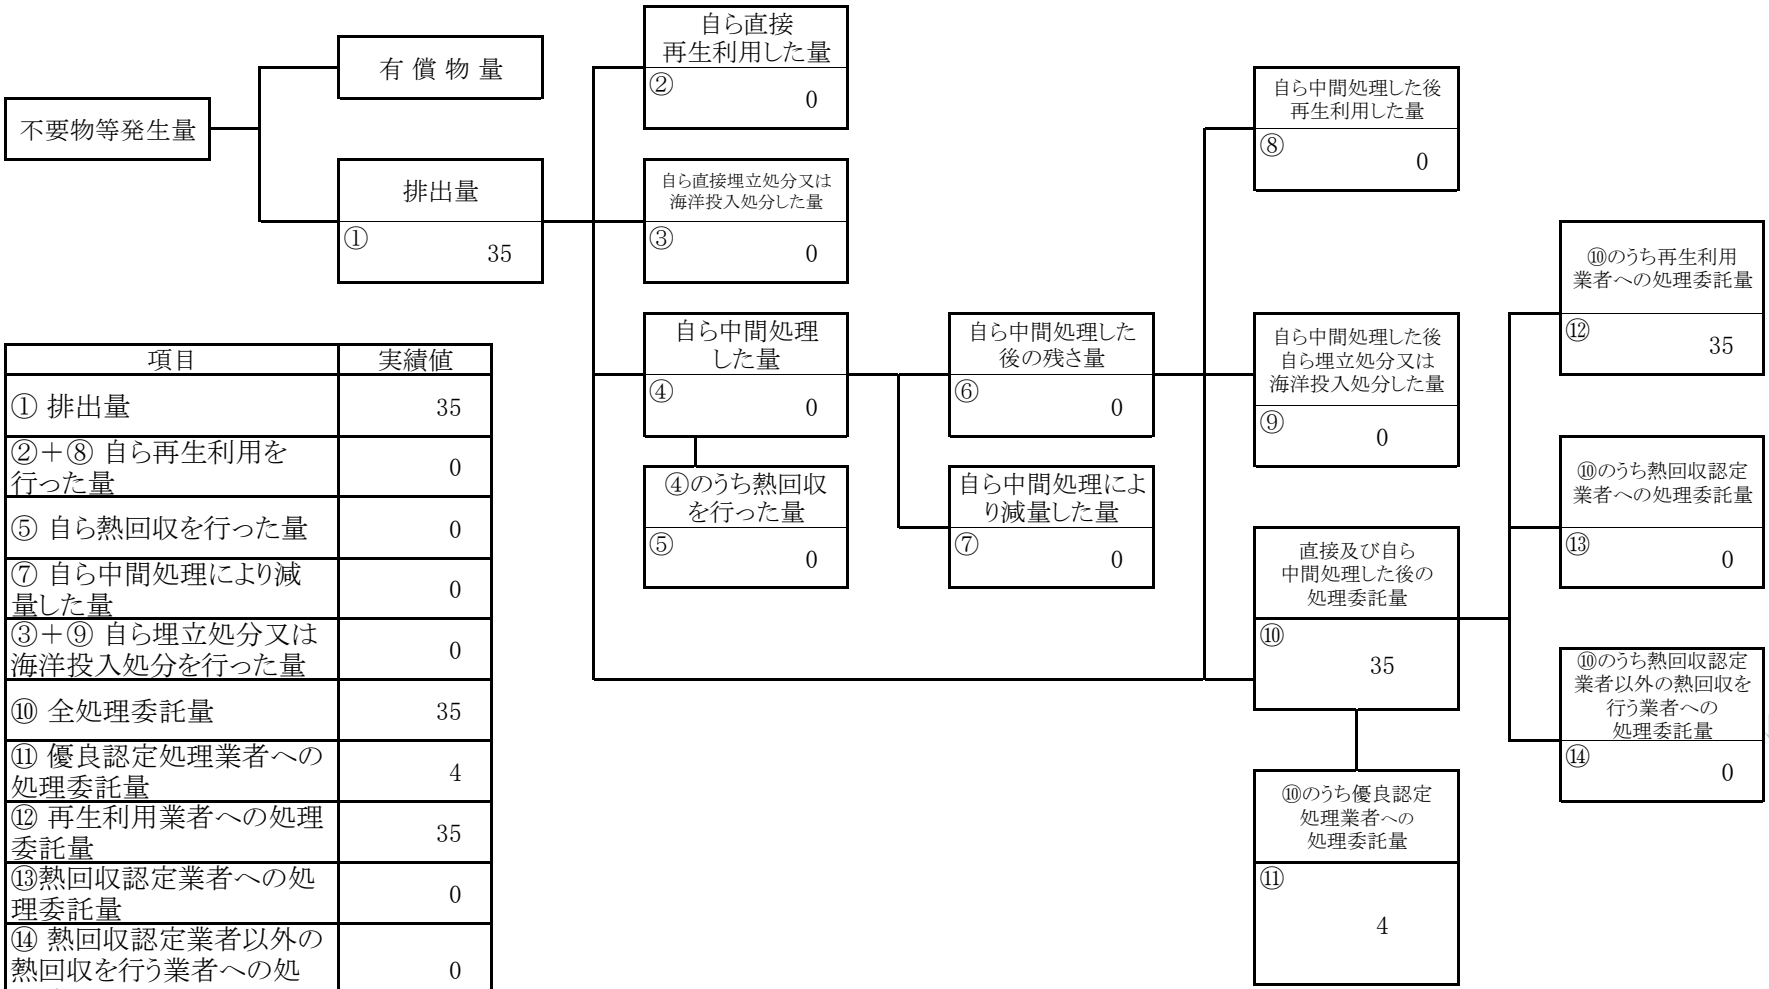 不要物等発生量
有 償 物 量
排出量
①
35
自ら直接
再生利用した量
②
0
自ら直接埋立処分又は
海洋投入処分した量
③
0
自ら中間処理
した量
④
0
④のうち熱回収
を行った量
⑤
0
自ら中間処理した
後の残さ量
⑥
0
自ら中間処理によ
り減量した量
⑦
0
自ら中間処理した後
再生利用した量
⑧
0
自ら中間処理した後
自ら埋立処分又は
海洋投入処分した量
⑨
0
直接及び自ら
中間処理した後の
処理委託量
⑩
35
⑩のうち優良認定
処理業者への
処理委託量
⑪
4
⑩のうち再生利用
業者への処理委託量
⑫
35
⑩のうち熱回収認定
業者への処理委託量
⑬
0
⑩のうち熱回収認定
業者以外の熱回収を
行う業者への
処理委託量
⑭
0
項目 実績値
① 排出量 35
②＋⑧ 自ら再生利用を
行った量 0
⑤ 自ら熱回収を行った量 0
⑦ 自ら中間処理により減
量した量 0
③＋⑨ 自ら埋立処分又は
海洋投入処分を行った量 0
⑩ 全処理委託量 35
⑪ 優良認定処理業者への
処理委託量 4
⑫ 再生利用業者への処理
委託量 35
⑬熱回収認定業者への処
理委託量 0
⑭ 熱回収認定業者以外の
熱回収を行う業者への処 0